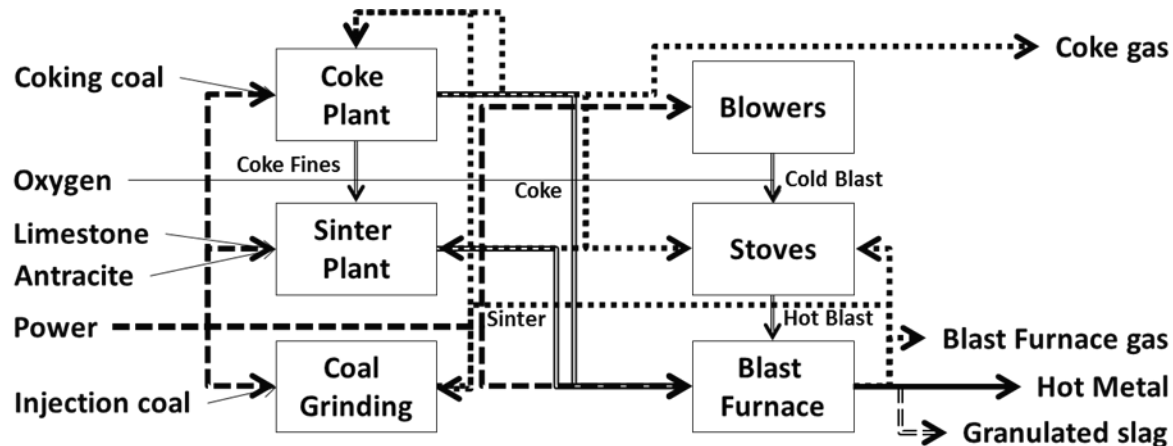 Coke gas
Coking coal
Coke
Plant
Blowers
Coke Fines
Oxygen
Coke
Cold Blast
Limestone
Antracite
Sinter
Plant
Stoves
Power
Sinter
Hot Blast
Blast Furnace gas
Injection coal
Coal
Grinding
Blast
Furnace
Hot Metal
Granulated slag